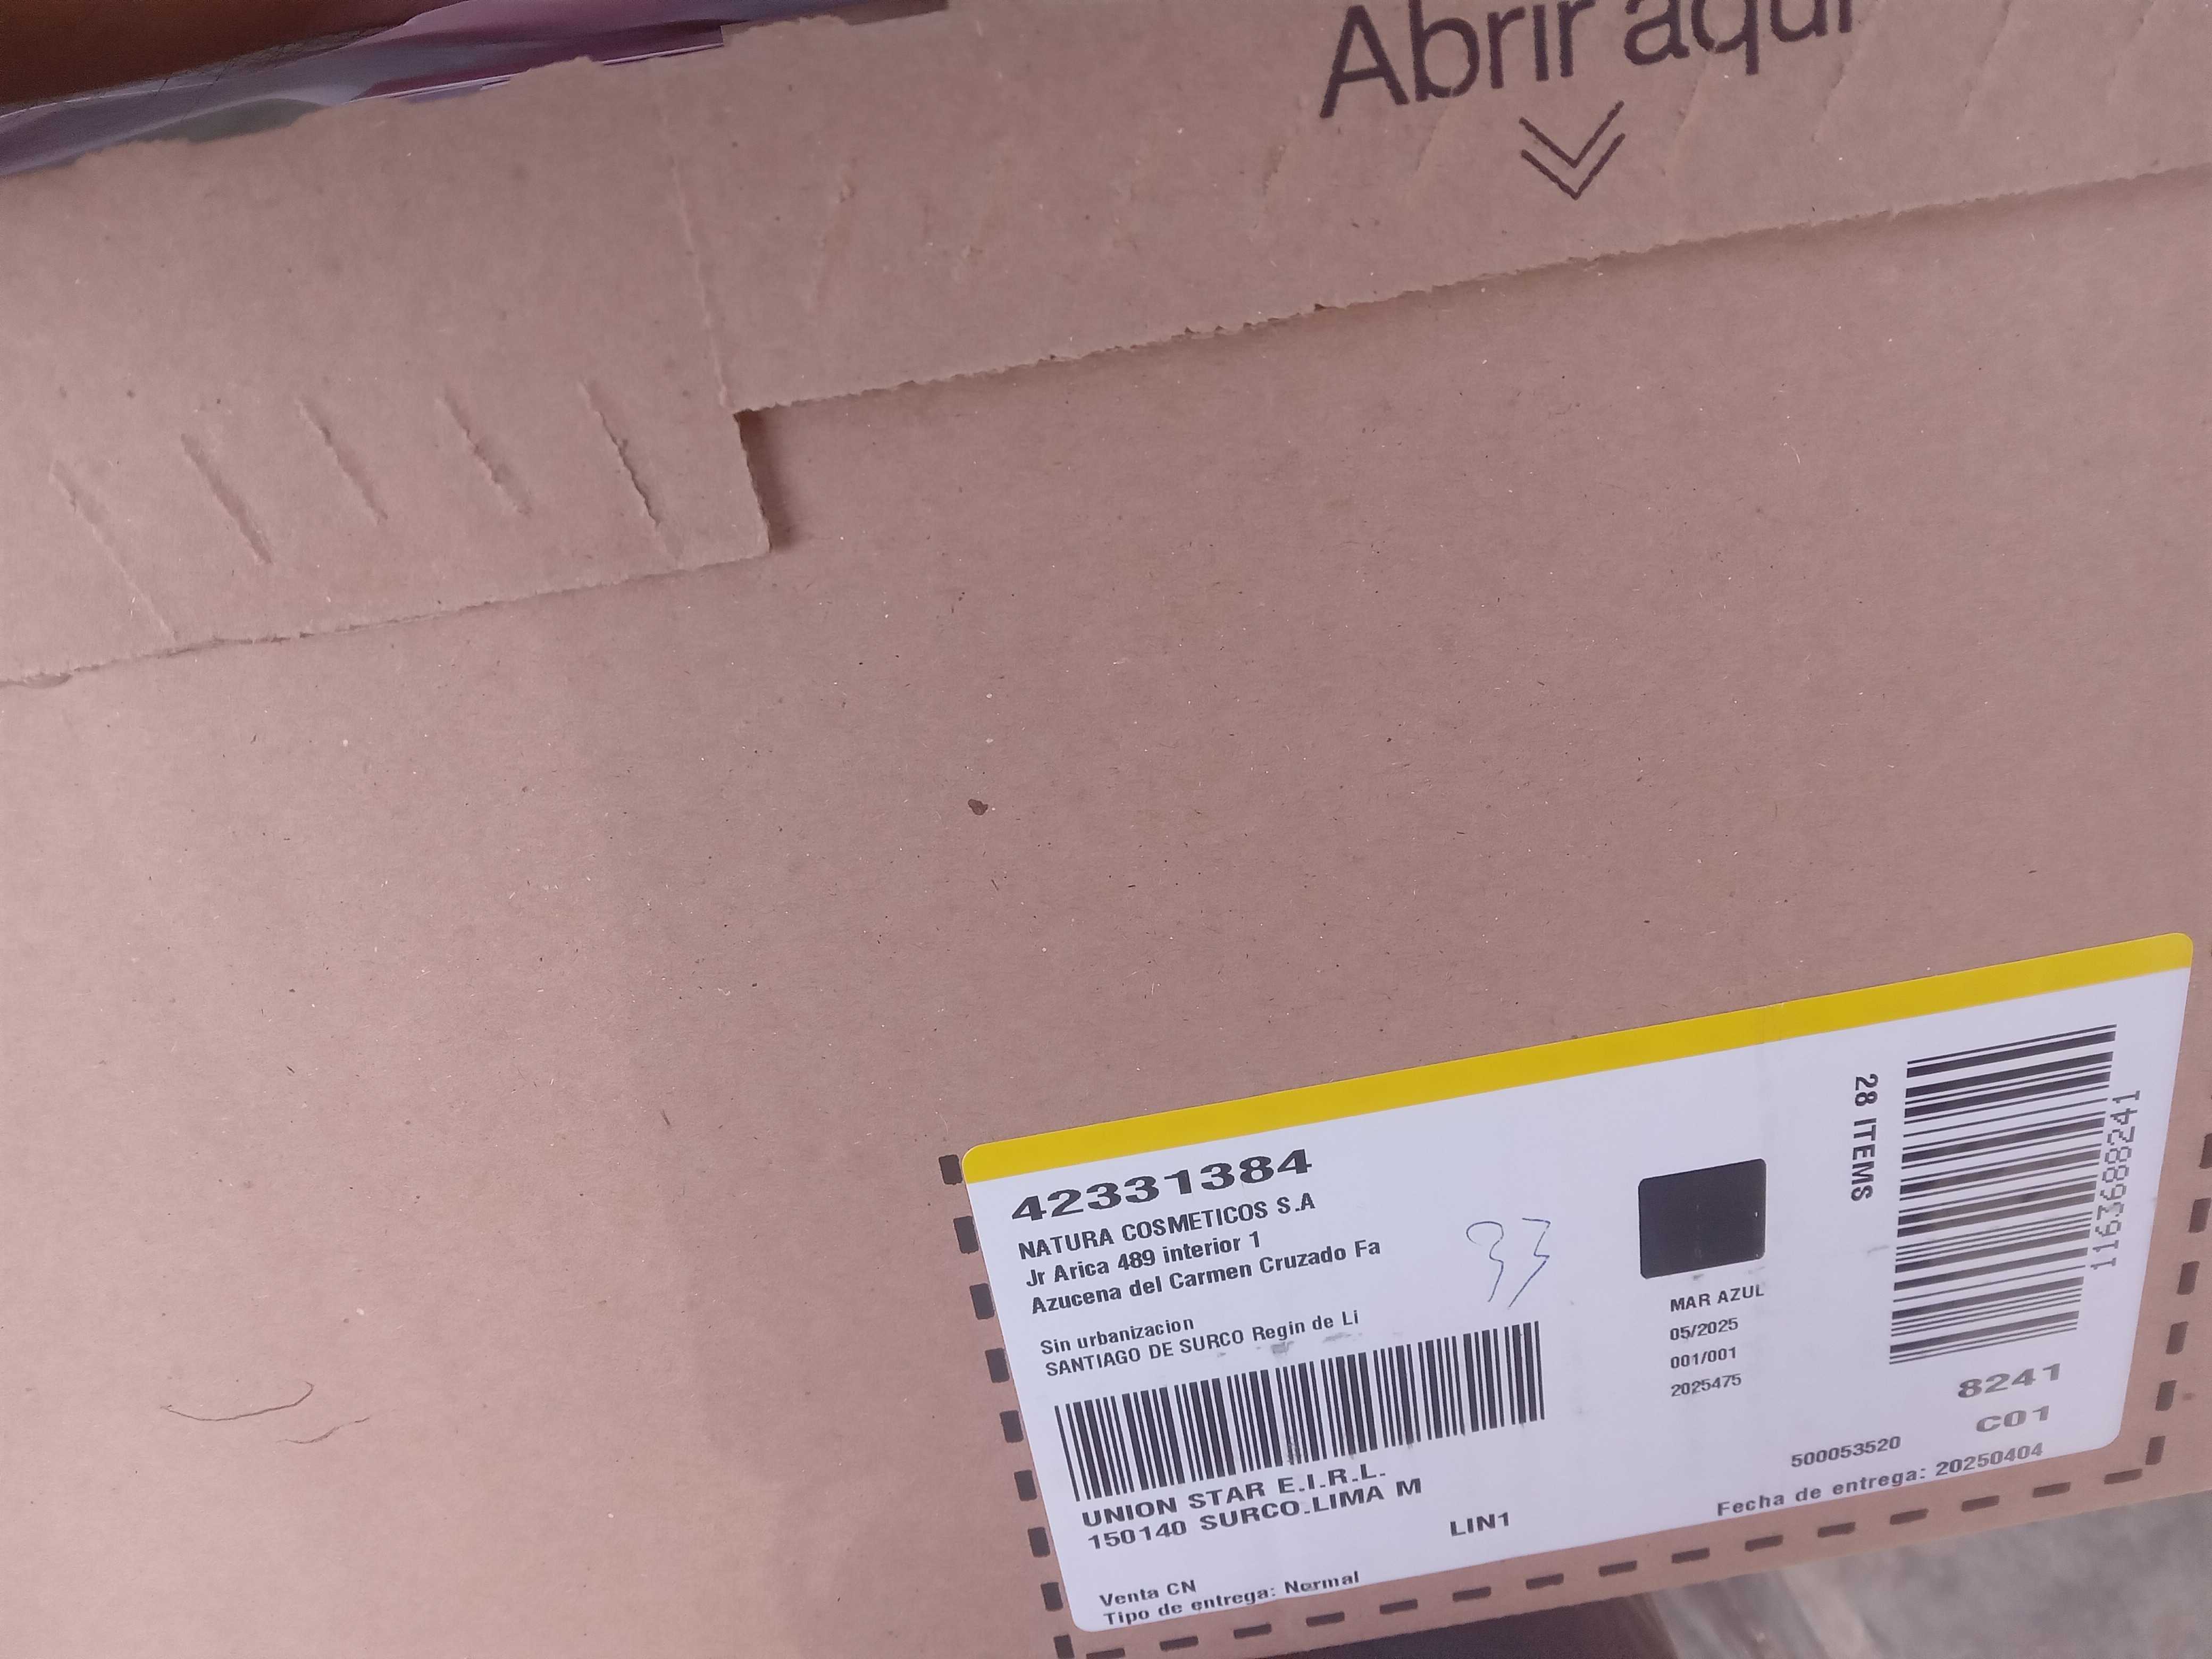 Abrir aquí
42331384
NATURA COSMETICOS S.A
Jr Arica 489 interior 1
Azucena del Carmen Cruzado Fa
Sin urbanizacion
SANTIAGO DE SURCO Regin de Li
UNION STAR E.I.R.L.
150140 SURCO.LIMA M
LIN1
Venta CN
Tipo de entrega: Normal
93
MAR AZUL
05/2025
001/001
2025475
28 ITEMS
1163688241
8241
C01
500053520
Fecha de entrega: 20250404